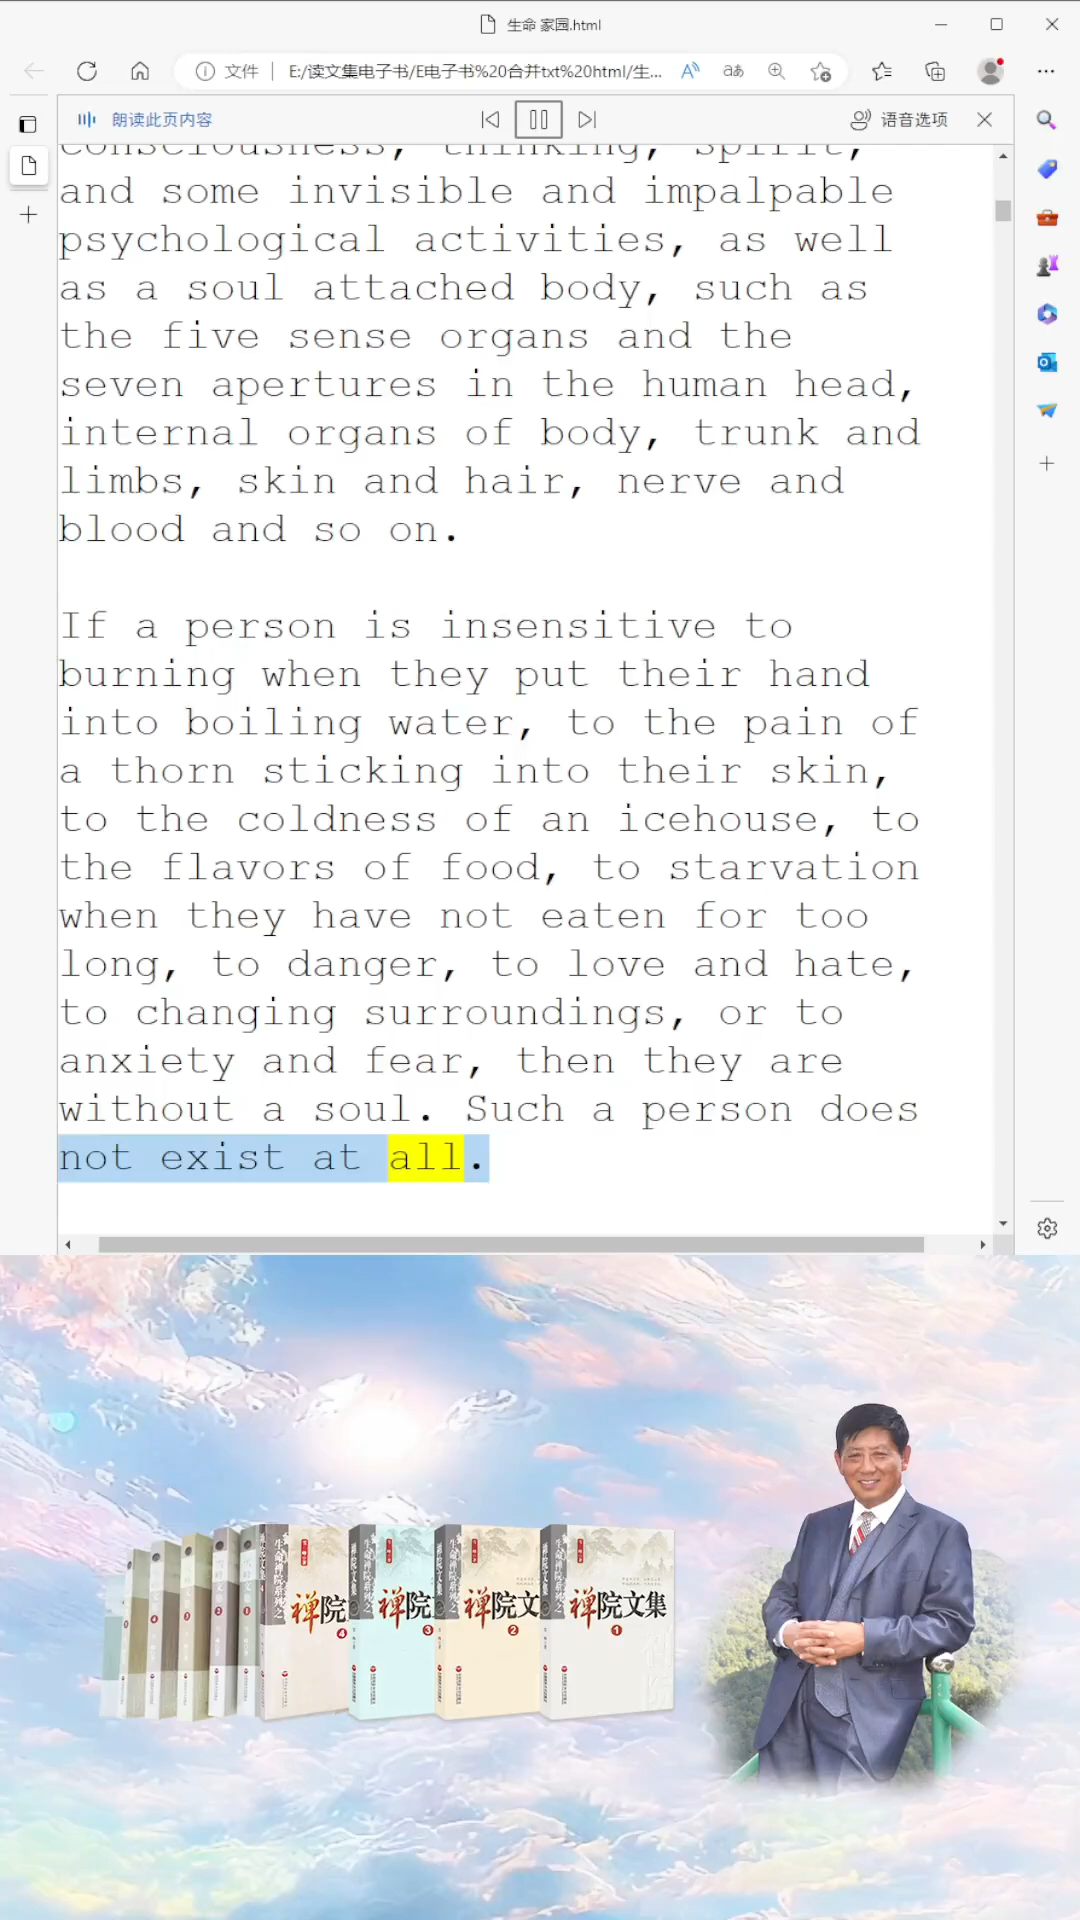 生命 家园.html
文件 | E:/读文集电子书/E电子书%20合并txt%20html/生...
朗读此页内容
语音选项
consciousness, thinking, spirit,
and some invisible and impalpable
psychological activities, as well
as a soul attached body, such as
the five sense organs and the
seven apertures in the human head,
internal organs of body, trunk and
limbs, skin and hair, nerve and
blood and so on.
If a person is insensitive to
burning when they put their hand
into boiling water, to the pain of
a thorn sticking into their skin,
to the coldness of an icehouse, to
the flavors of food, to starvation
when they have not eaten for too
long, to danger, to love and hate,
to changing surroundings, or to
anxiety and fear, then they are
without a soul. Such a person does
not exist at all.
禅院
4
禅院
3
禅院文
2
禅院文集
1